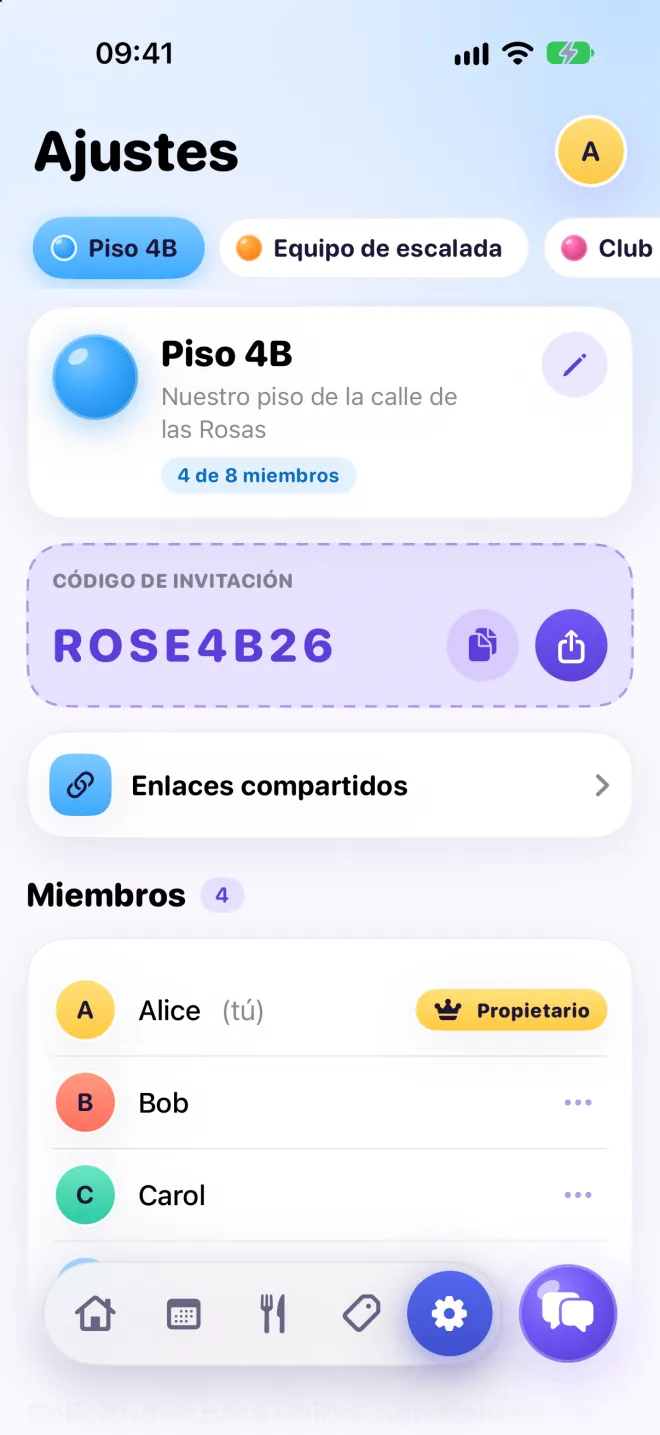 09:41
Ajustes
A
Piso 4B
Equipo de escalada
Club
Piso 4B
Nuestro piso de la calle de
las Rosas
4 de 8 miembros
CÓDIGO DE INVITACIÓN
ROSE4B26
Enlaces compartidos
Miembros 4
A Alice (tú) Propietario
B Bob
C Carol